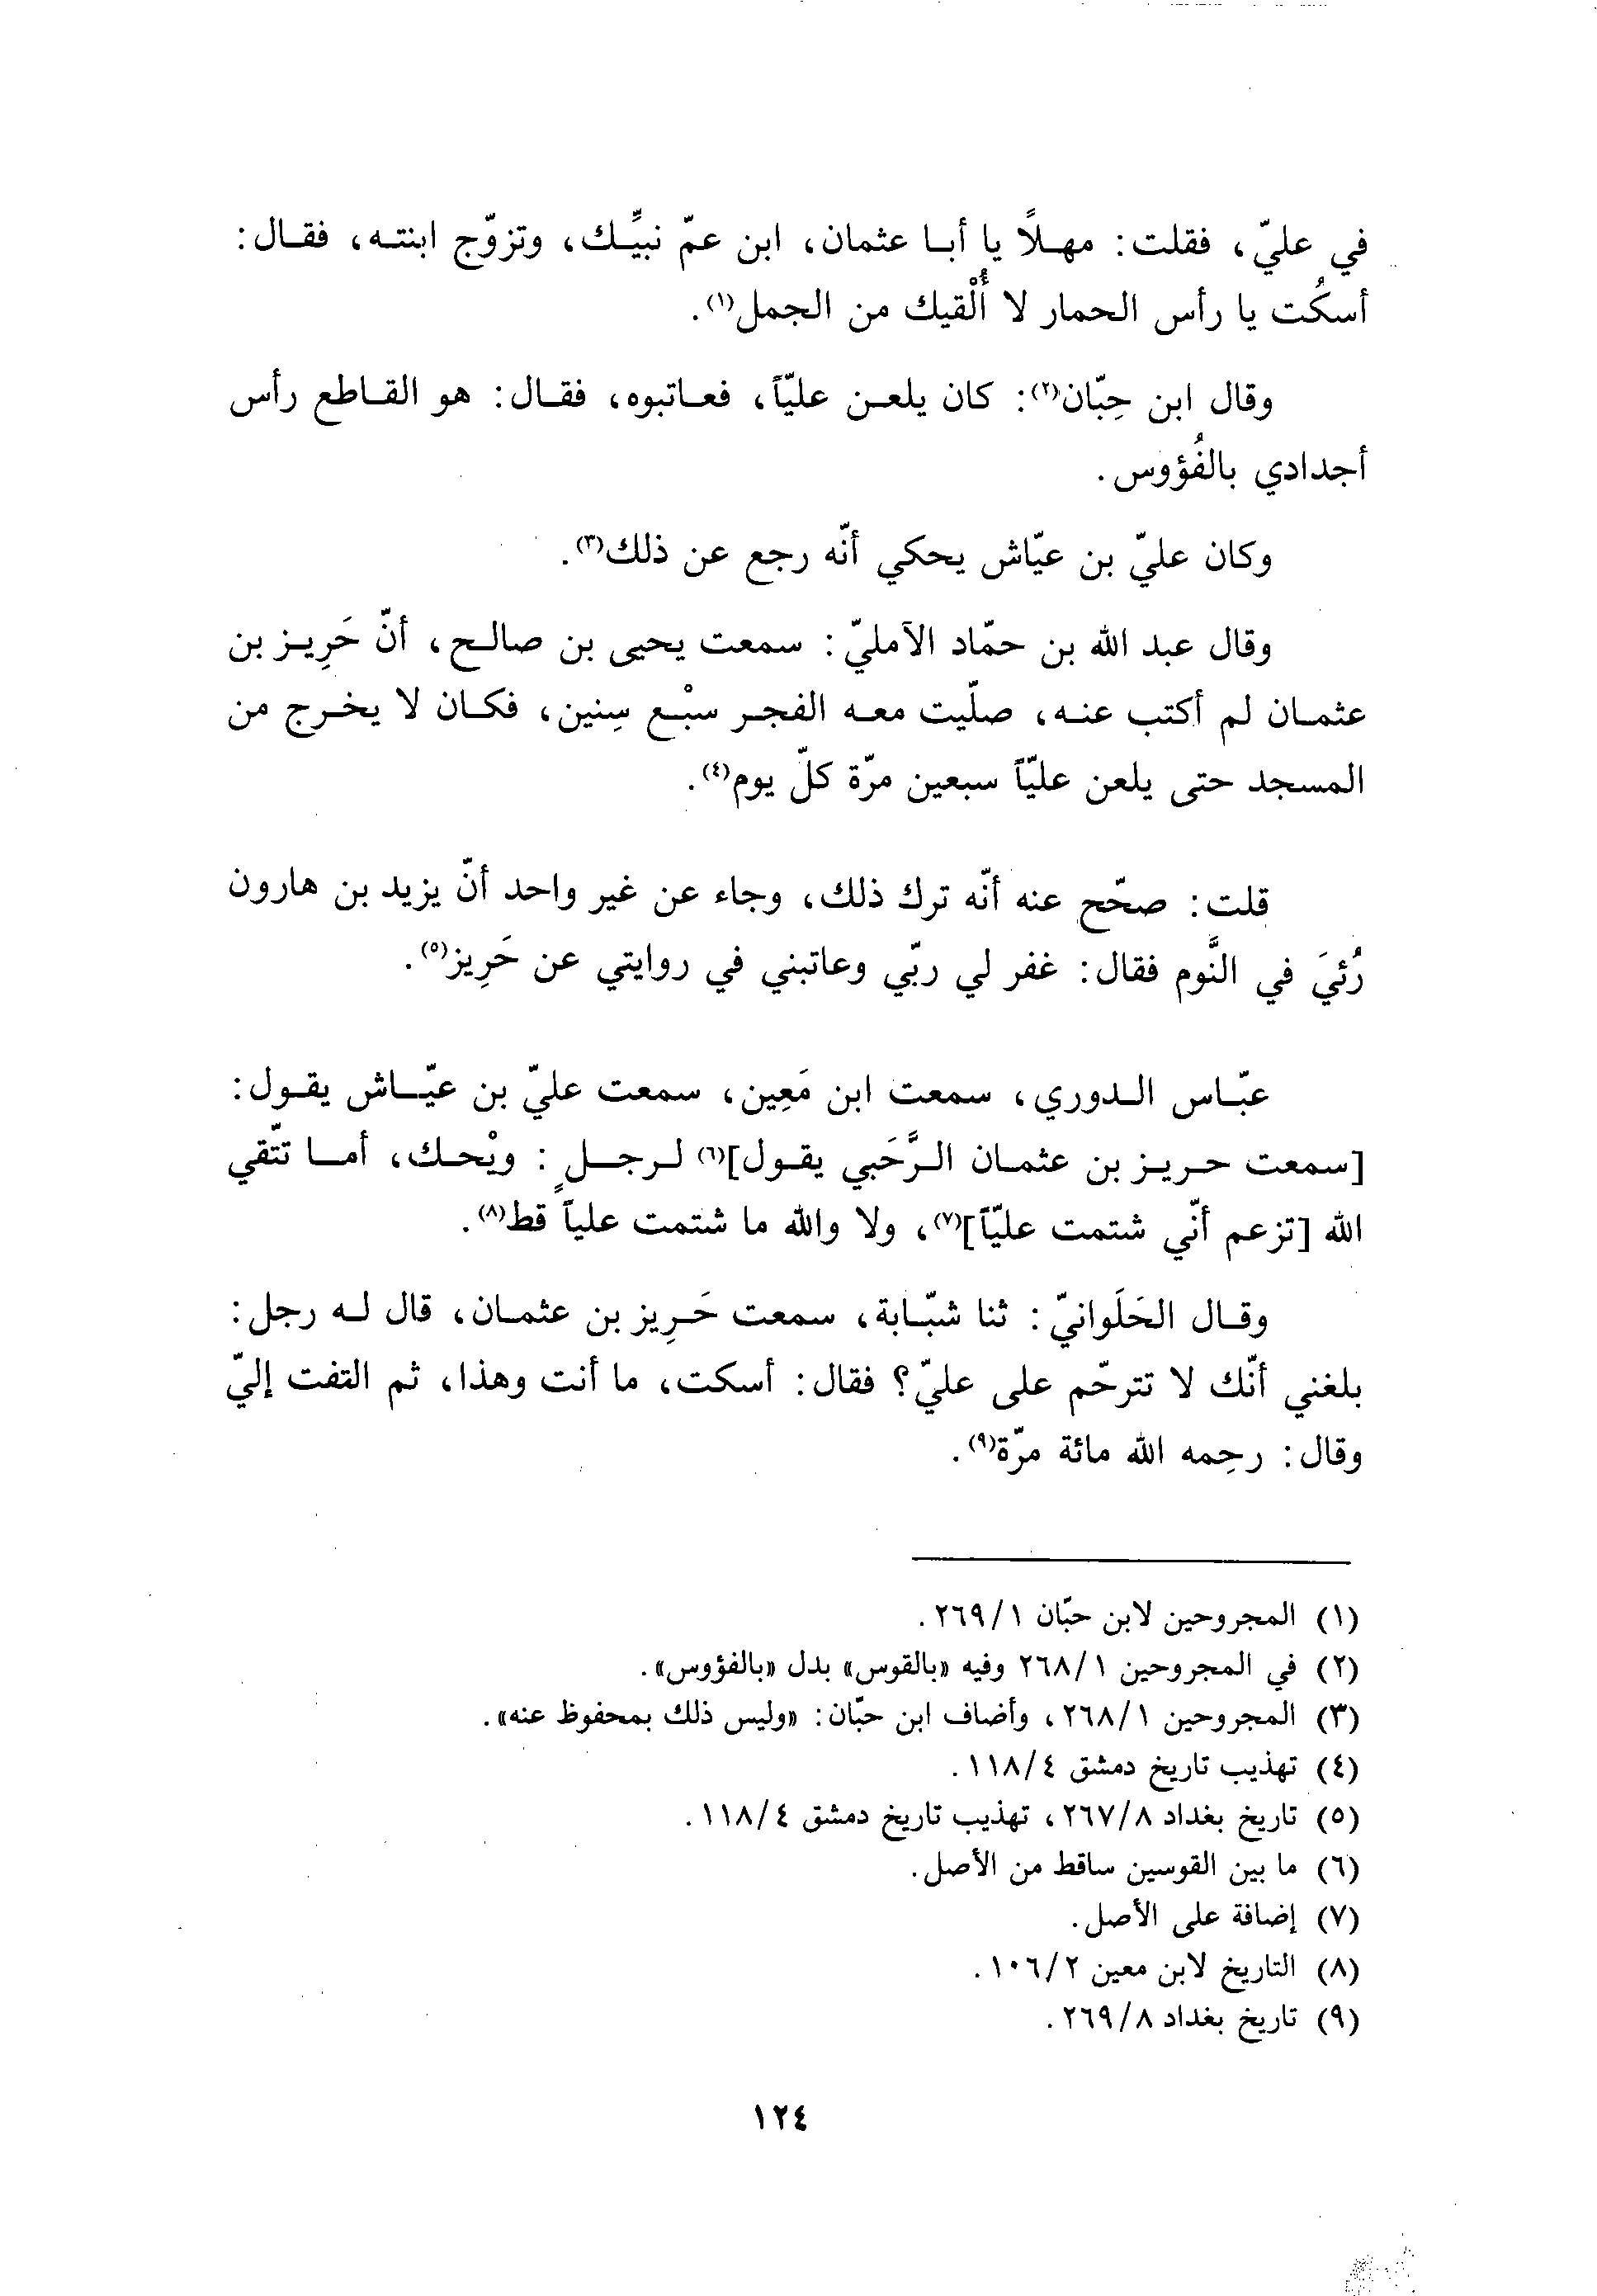 في عليّ، فقلت: مهلاً يا أبا عثمان، ابن عمّ نبيِّك، وتزوّج ابنته، فقال:
أسكُت يا رأس الحمار لا أُلْقيك من الجمل(١).
وقال ابن حِبّان(٢): كان يلعن عليّاً، فعاتبوه، فقال: هو القاطع رأس
أجدادي بالفُؤوس.
وكان عليّ بن عيّاش يحكي أنّه رجع عن ذلك(٣).
وقال عبد الله بن حمّاد الآمليّ: سمعت يحيى بن صالح، أنّ حَرِيز بن
عثمان لم أكتب عنه، صلّيت معه الفجر سبْع سِنين، فكان لا يخرج من
المسجد حتى يلعن عليّاً سبعين مرّة كلّ يوم(٤).
قلت: صحّح عنه أنّه ترك ذلك، وجاء عن غير واحد أنّ يزيد بن هارون
رُئيَ في النَّوم فقال: غفر لي ربّي وعاتبني في روايتي عن حَرِيز(٥).
عبّاس الدوري، سمعت ابن مَعِين، سمعت عليّ بن عيّاش يقول:
[سمعت حريز بن عثمان الرَّحَبي يقول](٦) لرجلٍ: ويْحك، أما تتّقي
الله [تزعم أنّي شتمت عليّاً](٧)، ولا والله ما شتمت علياً قط(٨).
وقال الحَلَوانيّ: ثنا شبّابة، سمعت حَرِيز بن عثمان، قال له رجل:
بلغني أنّك لا تترحّم على عليّ؟ فقال: أسكت، ما أنت وهذا، ثم التفت إليّ
وقال: رحِمه الله مائة مرّة(٩).
(١) المجروحين لابن حبّان ٢٦٩/١.
(٢) في المجروحين ٢٦٨/١ وفيه «بالقوس» بدل «بالفؤوس».
(٣) المجروحين ٢٦٨/١، وأضاف ابن حبّان: «وليس ذلك بمحفوظ عنه».
(٤) تهذيب تاريخ دمشق ١١٨/٤.
(٥) تاريخ بغداد ٢٦٧/٨، تهذيب تاريخ دمشق ١١٨/٤.
(٦) ما بين القوسين ساقط من الأصل.
(٧) إضافة على الأصل.
(٨) التاريخ لابن معين ١٠٦/٢.
(٩) تاريخ بغداد ٢٦٩/٨.
١٢٤